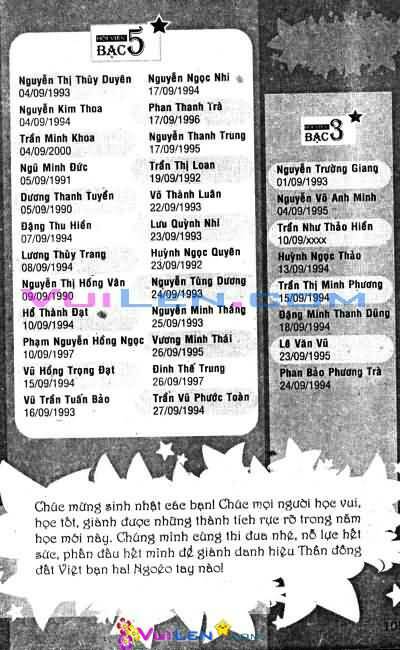 HỘI VIÊN
BẠC 5
Nguyễn Thị Thùy Duyên
04/09/1993
Nguyễn Kim Thoa
04/09/1994
Trần Minh Khoa
04/09/2000
Ngũ Minh Đức
05/09/1991
Dương Thanh Tuyển
05/09/1990
Đặng Thu Hiền
07/09/1994
Lương Thùy Trang
08/09/1994
Nguyễn Thị Hồng Vân
09/09/1990
Hồ Thành Đạt
10/09/1994
Phạm Nguyễn Hồng Ngọc
10/09/1997
Vũ Hồng Trọng Đạt
15/09/1994
Vũ Trần Tuấn Bảo
16/09/1993
Nguyễn Ngọc Nhi
17/09/1994
Phan Thanh Trà
17/09/1996
Nguyễn Thanh Trung
17/09/1995
Trần Thị Loan
19/09/1992
Võ Thành Luân
22/09/1993
Lưu Quỳnh Nhi
23/09/1993
Huỳnh Ngọc Quyên
23/09/1992
Nguyễn Tùng Dương
24/09/1993
Nguyễn Minh Thắng
25/09/1993
Vương Minh Thái
26/09/1995
Đinh Thế Trung
26/09/1997
Trần Vũ Phước Toàn
27/09/1994
HỘI VIÊN
BẠC 3
Nguyễn Trường Giang
01/09/1993
Nguyễn Võ Anh Minh
04/09/1995
Trần Như Thảo Hiền
10/09/xxxx
Huỳnh Ngọc Thảo
13/09/1994
Trần Thị Minh Phương
15/09/1994
Đặng Minh Thanh Dũng
18/09/1994
Lê Văn Vũ
23/09/1995
Phan Bảo Phương Trà
24/09/1994
VUILEN.COM
Chúc mừng sinh nhật các bạn! Chúc mọi người học vui,
học tốt, giành được những thành tích rực rỡ trong năm
học mới này. Chúng mình cùng thi đua nhé, nỗ lực hết
sức, phấn đấu hết mình để giành danh hiệu Thần đồng
đất Việt bạn ha! Ngoéo tay nào!
VUILEN.COM